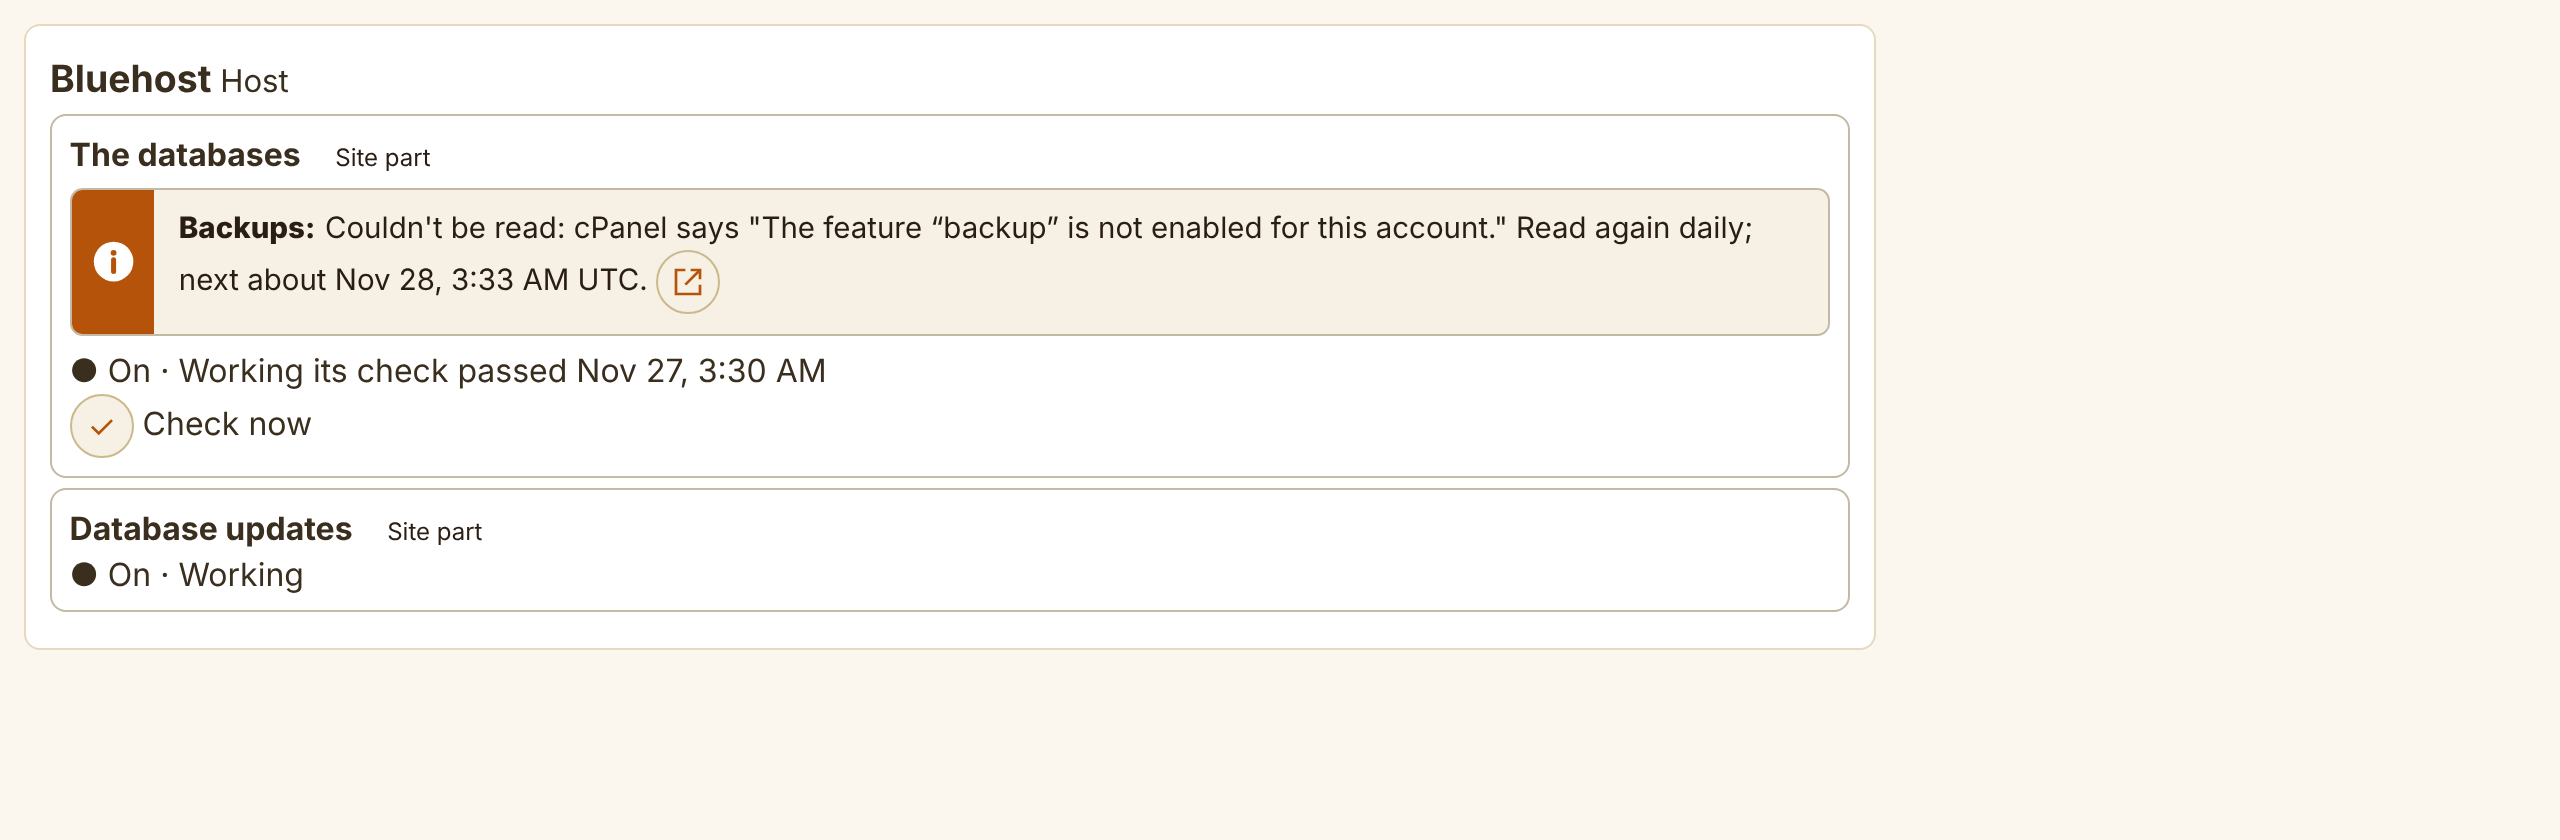 Bluehost Host
The databases Site part
Backups: Couldn't be read: cPanel says "The feature “backup” is not enabled for this account." Read again daily;
next about Nov 28, 3:33 AM UTC.
On · Working its check passed Nov 27, 3:30 AM
Check now
Database updates Site part
On · Working